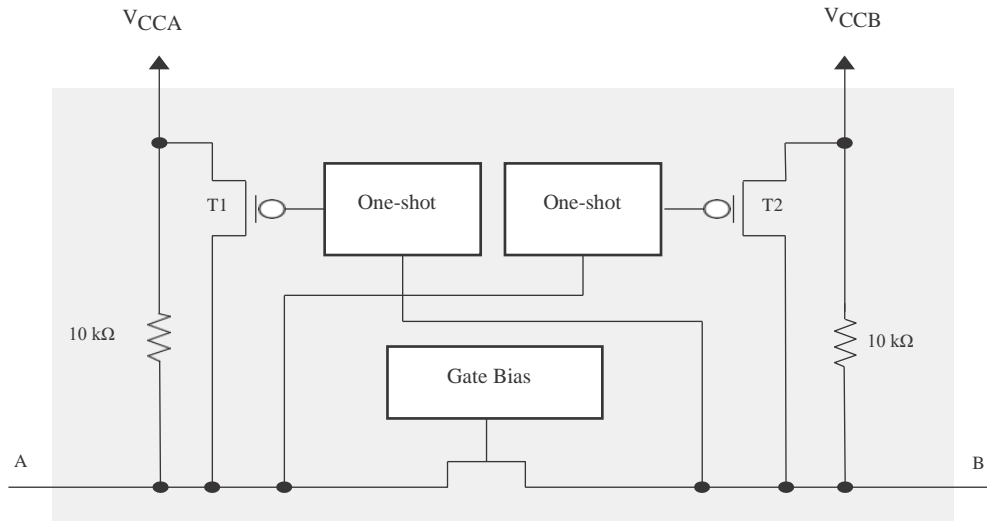 VCCA
VCCB
T1
One-shot
One-shot
T2
10 kΩ
10 kΩ
Gate Bias
A
B